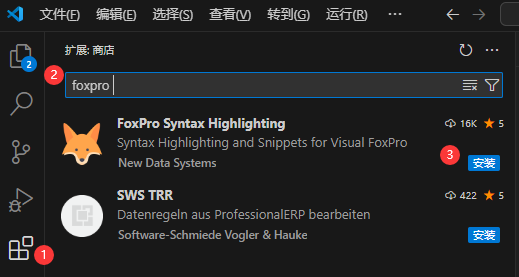 文件(F) 编辑(E) 选择(S) 查看(V) 转到(G) 运行(R) ···
扩展: 商店
2
2
foxpro
FoxPro Syntax Highlighting 16K 5
Syntax Highlighting and Snippets for Visual FoxPro
New Data Systems 3 安装
SWS TRR 422 5
Datenregeln aus ProfessionalERP bearbeiten
Software-Schmiede Vogler & Hauke 安装
1